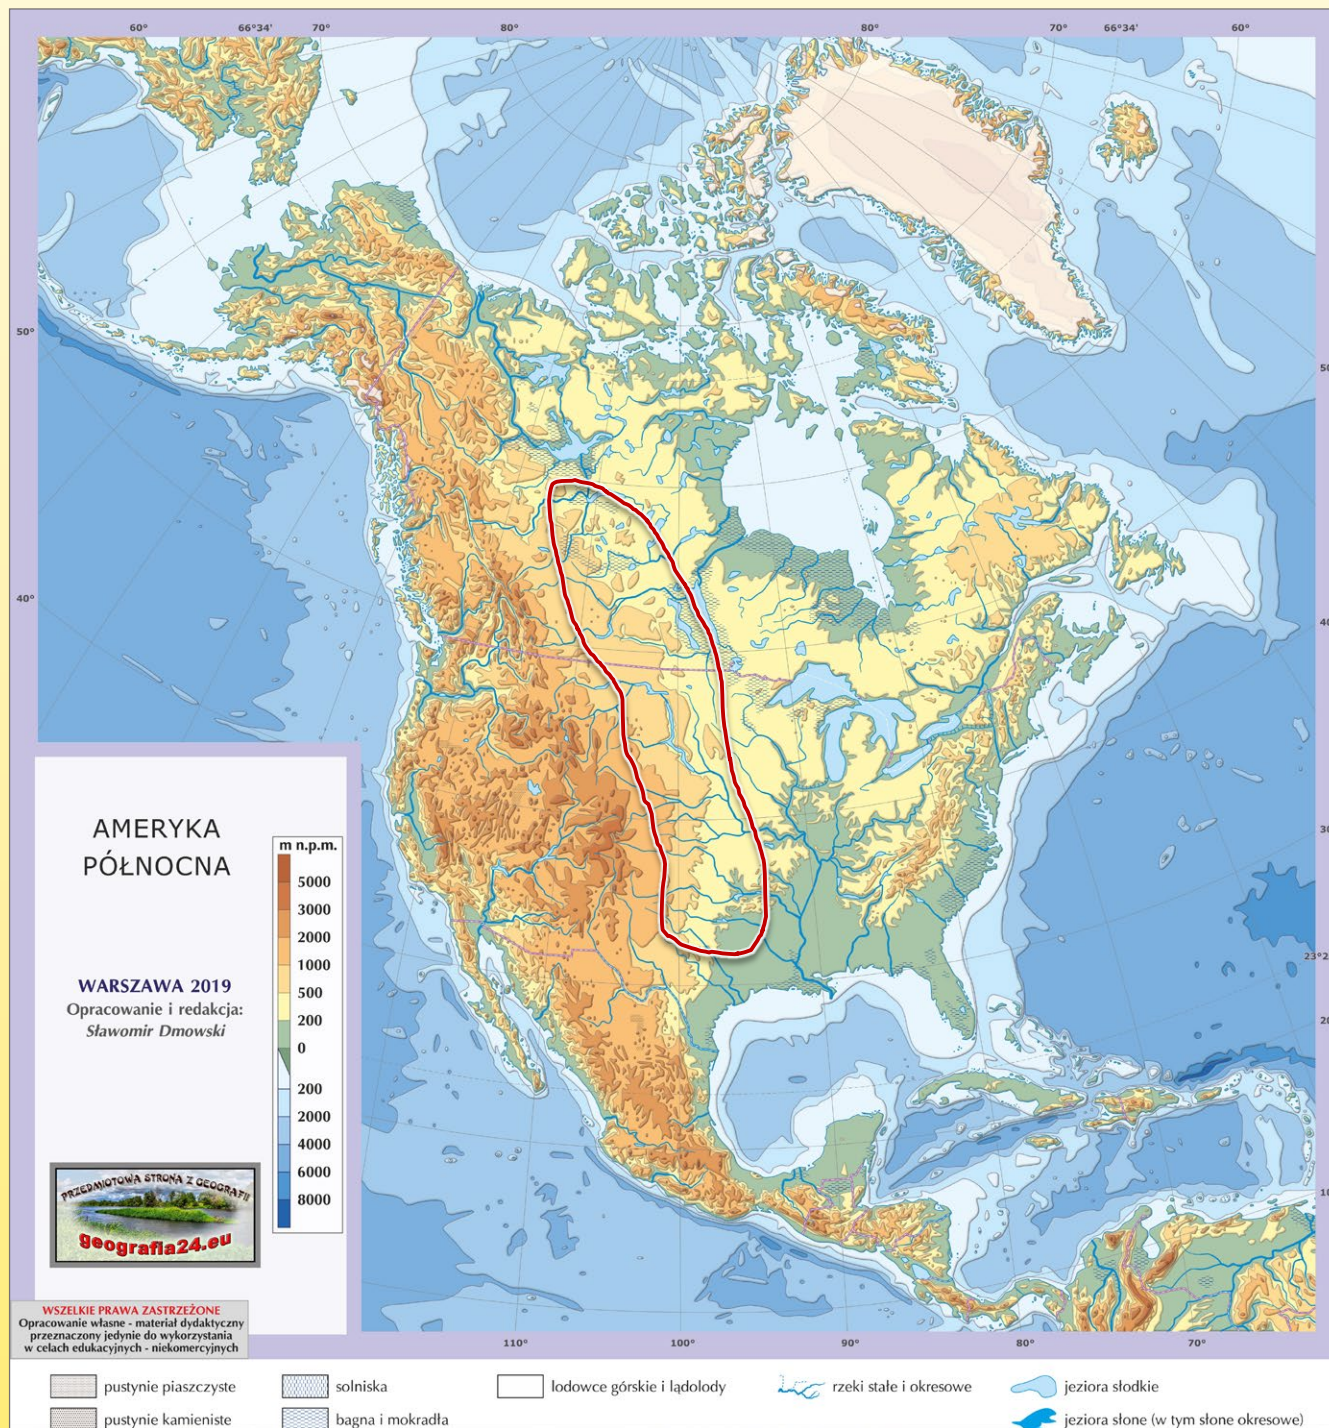 60° 66°34' 70° 80° 80° 70° 66°34' 60°
50°
50
40°
40
30
23°2
20
10
AMERYKA
PÓŁNOCNA
WARSZAWA 2019
Opracowanie i redakcja:
Sławomir Dmowski
m n.p.m.
5000
3000
2000
1000
500
200
0
200
2000
4000
6000
8000
PRZEDMIOTOWA STRONA Z GEOGRAFII
geografia24.eu
WSZELKIE PRAWA ZASTRZEŻONE
Opracowanie własne - materiał dydaktyczny
przeznaczony jedynie do wykorzystania
w celach edukacyjnych - niekomercyjnych
110° 100° 90° 80° 70°
pustynie piaszczyste
solniska
lodowce górskie i lądolody
rzeki stałe i okresowe
jeziora słodkie
pustynie kamieniste
bagna i mokradła
jeziora słone (w tym słone okresowe)